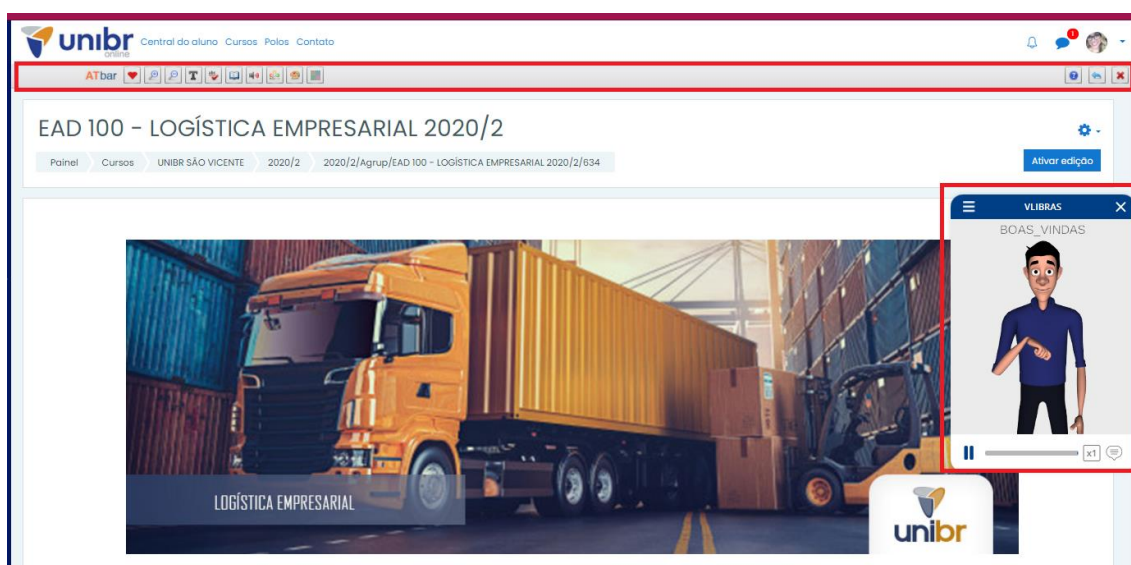 unibr
online
Central do aluno Cursos Polos Contato
1
ATbar
T
EAD 100 - LOGÍSTICA EMPRESARIAL 2020/2
Painel Cursos UNIBR SÃO VICENTE 2020/2 2020/2/Agrup/EAD 100 - LOGÍSTICA EMPRESARIAL 2020/2/634
Ativar edição
VLIBRAS
BOAS_VINDAS
x1
LOGÍSTICA EMPRESARIAL
unibr